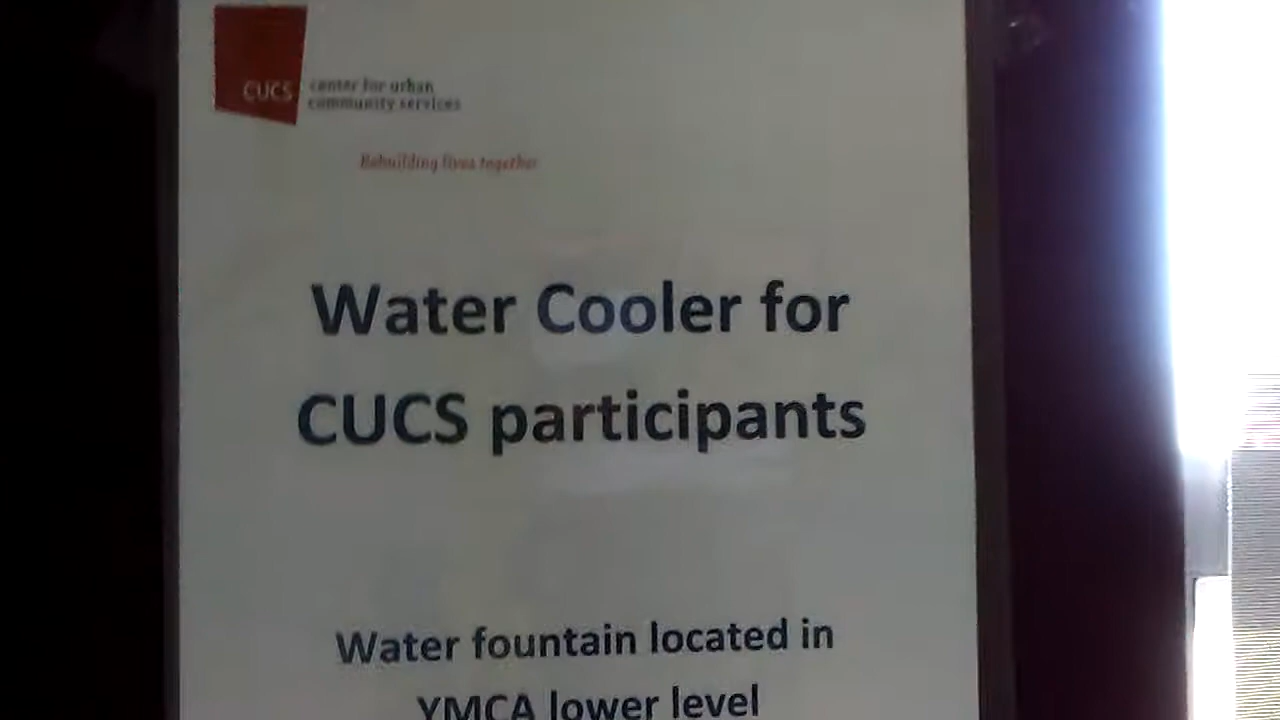 CUCS
center for urban
community services
Rebuilding lives together
Water Cooler for
CUCS participants
Water fountain located in
YMCA lower level